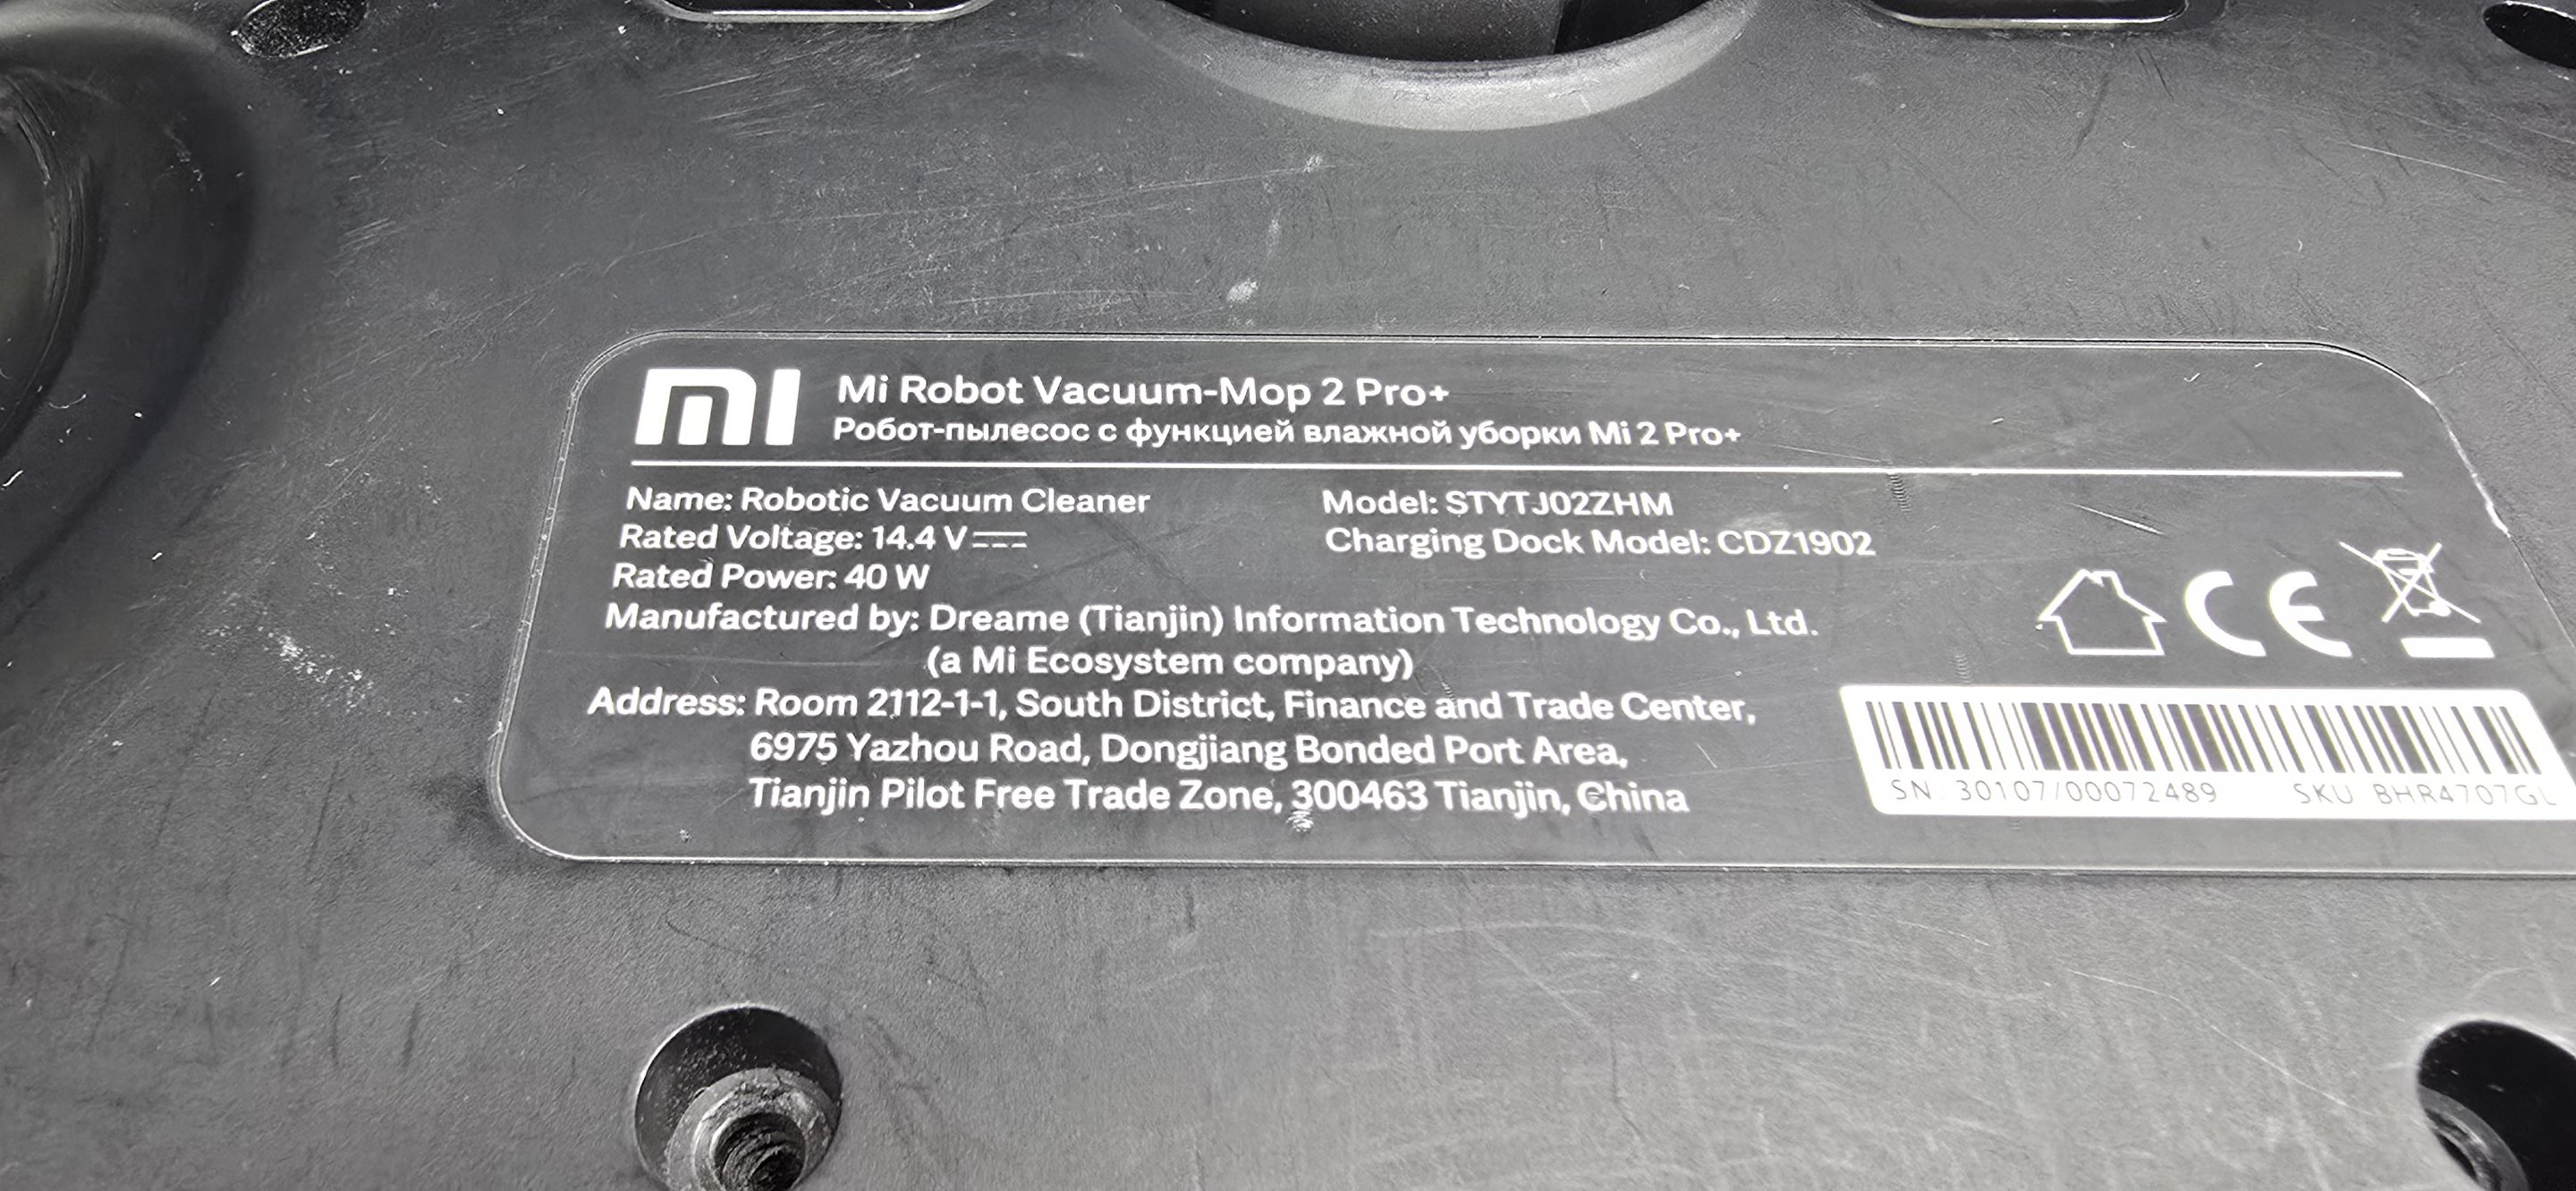 mi Mi Robot Vacuum-Mop 2 Pro+
Робот-пылесос с функцией влажной уборки Mi 2 Pro+
Name: Robotic Vacuum Cleaner
Model: STYTJ02ZHM
Rated Voltage: 14.4 V
Charging Dock Model: CDZ1902
Rated Power: 40 W
Manufactured by: Dreame (Tianjin) Information Technology Co., Ltd.
(a Mi Ecosystem company)
Address: Room 2112-1-1, South District, Finance and Trade Center,
6975 Yazhou Road, Dongjiang Bonded Port Area,
Tianjin Pilot Free Trade Zone, 300463 Tianjin, China
CE
SN: 30107/00072489 SKU: BHR4707GL